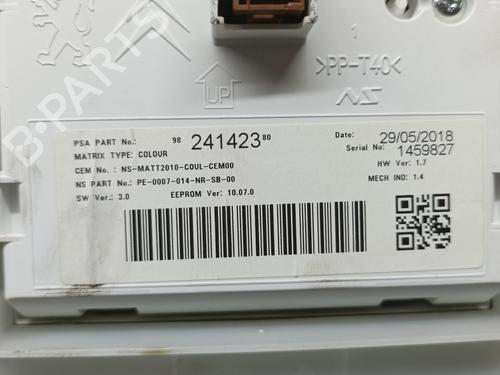 B-PARTS
1
>PP-T40<
UP
NS
PSA PART No.: 98 241423 80 Date: 29/05/2018
MATRIX TYPE: COLOUR Serial No: 1459827
CEM No.: NS-MATT2010-COUL-CEM00 HW Ver: 1.7
NS PART No.: PE-0007-014-NR-SB-00 MECH IND: 1.4
SW Ver.: 3.0 EEPROM Ver: 10.07.0